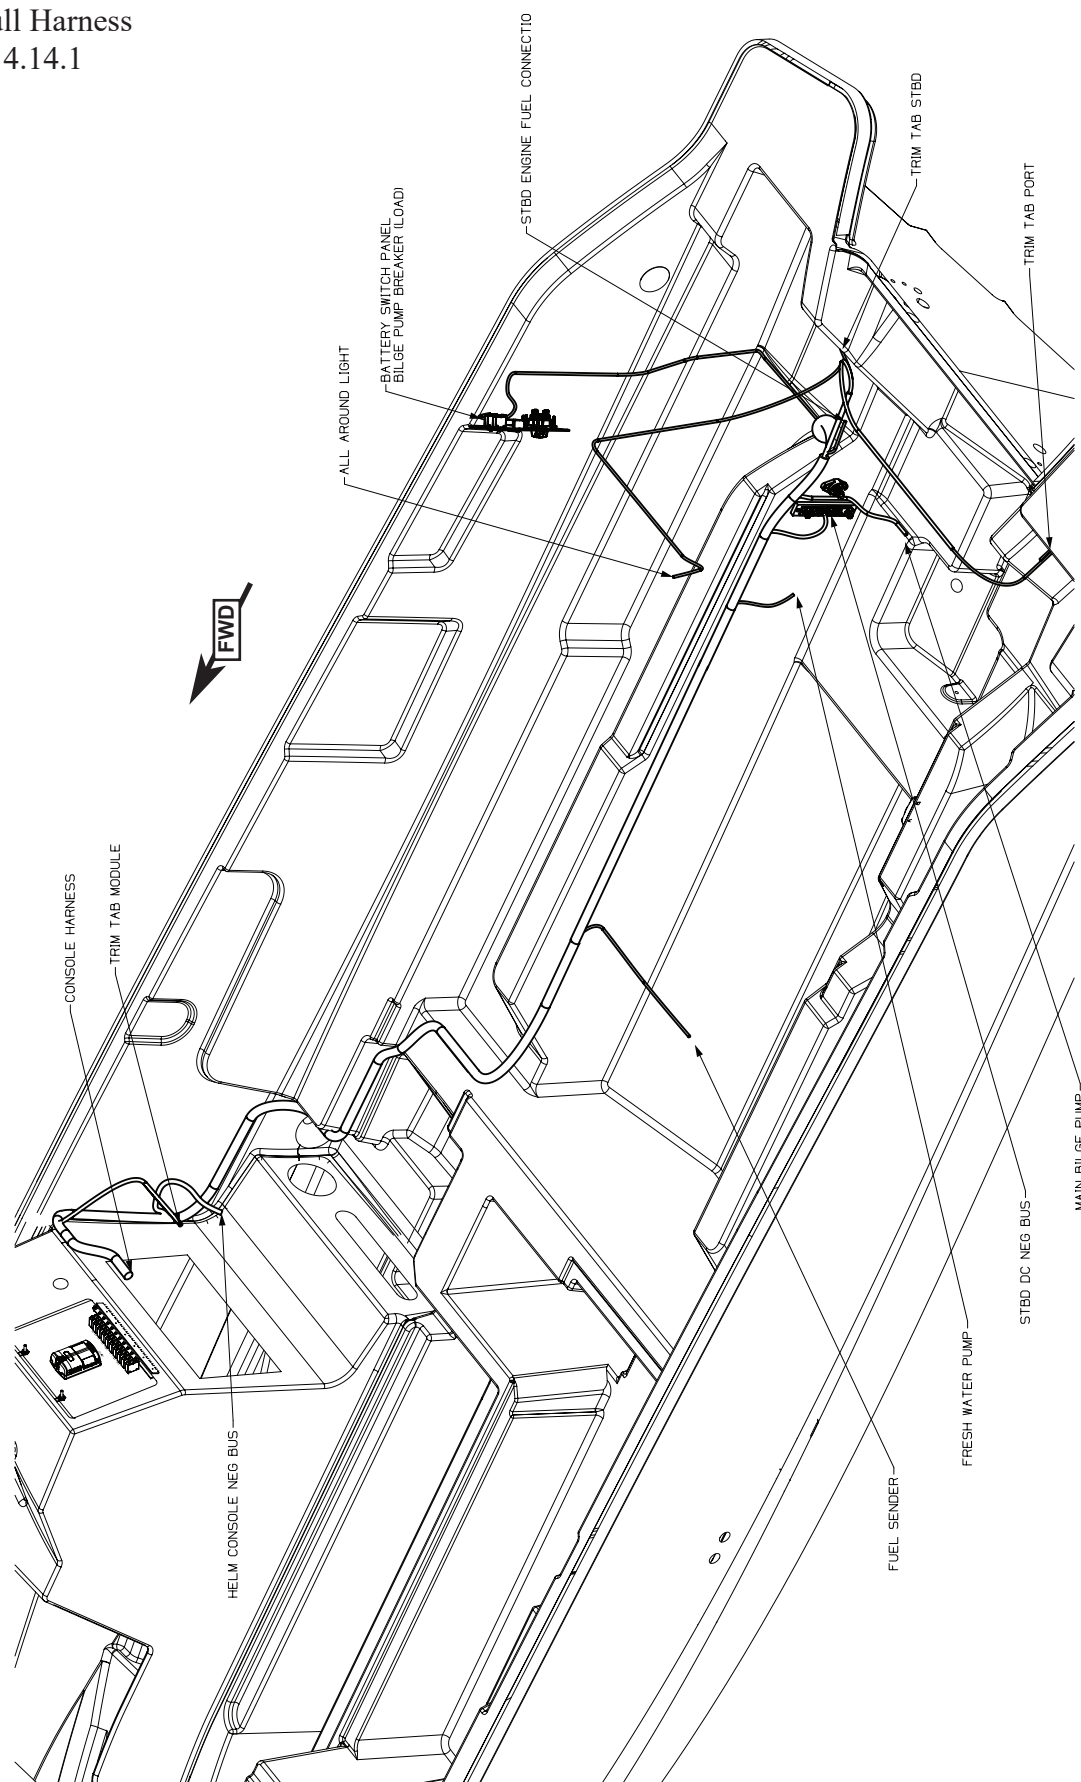 ull Harness
4.14.1
STBD ENGINE FUEL CONNECTIO
TRIM TAB STBD
TRIM TAB PORT
BATTERY SWITCH PANEL
BILGE PUMP BREAKER (LOAD)
ALL AROUND LIGHT
FWD
TRIM TAB MODULE
CONSOLE HARNESS
MAIN BILGE PUMP
STBD DC NEG BUS
FRESH WATER PUMP
FUEL SENDER
HELM CONSOLE NEG BUS